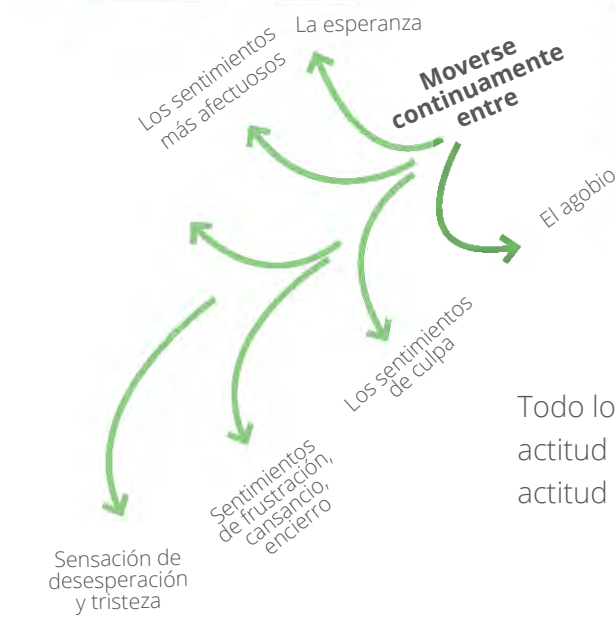 La esperanza
Los sentimientos
más afectuosos
Moverse
continuamente
entre
El agobio
Los sentimientos
de culpa
Todo lo
actitud
actitud
Sentimientos
de frustración,
cansancio,
encierro
Sensación de
desesperación
y tristeza